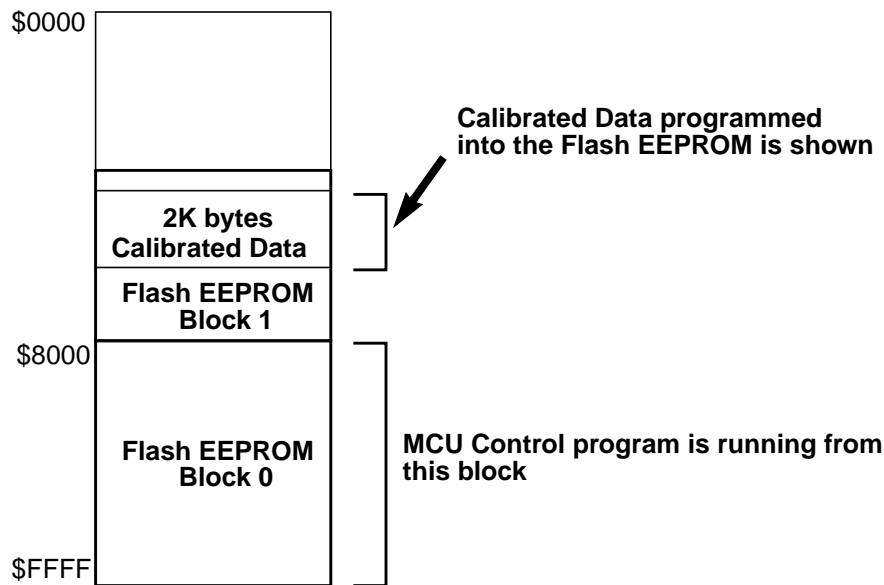 $0000
Calibrated Data programmed
into the Flash EEPROM is shown
2K bytes
Calibrated Data
Flash EEPROM
Block 1
$8000
Flash EEPROM
Block 0
MCU Control program is running from
this block
$FFFF